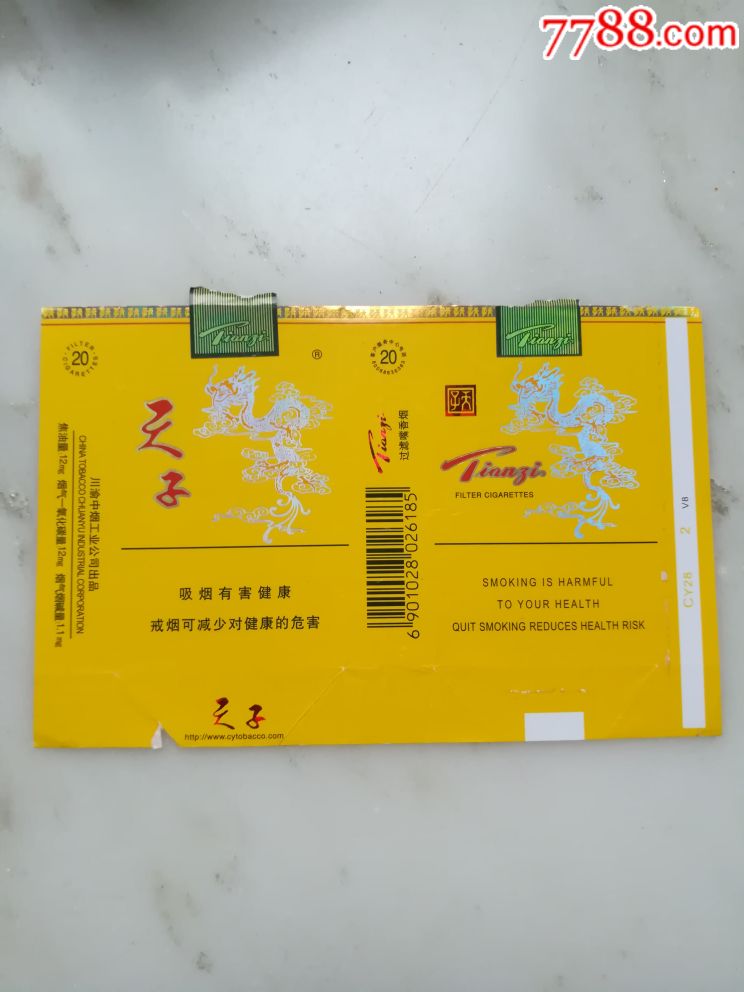 7788.com
Tianzi
Tianzi
·FILTER·
20
CIGARETTES
®
天子
川渝中烟工业公司出品
CHINA TOBACCO CHUANYU INDUSTRIAL CORPORATION
焦油量 12mg 烟气一氧化碳量 12mg 烟气烟碱量 1.1mg
吸烟有害健康
戒烟可减少对健康的危害
天子
http://www.cytobacco.com
20
Tianzi
过滤嘴香烟
6 901028 026185
天子
Tianzi
FILTER CIGARETTES
SMOKING IS HARMFUL
TO YOUR HEALTH
QUIT SMOKING REDUCES HEALTH RISK
CY28 2 V8